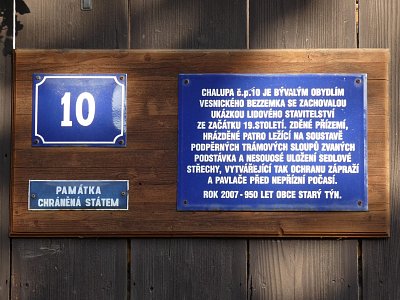 10
PAMÁTKA
CHRÁNĚNÁ STÁTEM
CHALUPA č.p.10 JE BÝVALÝM OBYDLÍM
VESNICKÉHO BEZZEMKA SE ZACHOVALOU
UKÁZKOU LIDOVÉHO STAVITELSTVÍ
ZE ZAČÁTKU 19.STOLETÍ. ZDĚNÉ PŘÍZEMÍ,
HRÁZDĚNÉ PATRO LEŽÍCÍ NA SOUSTAVĚ
PODPĚRNÝCH TRÁMOVÝCH SLOUPŮ ZVANÝCH
PODSTÁVKA A NESOUOSÉ ULOŽENÍ SEDLOVÉ
STŘECHY, VYTVÁŘEJÍCÍ TAK OCHRANU ZÁPRAŽÍ
A PAVLAČE PŘED NEPŘÍZNÍ POČASÍ.
ROK 2007-950 LET OBCE STARÝ TÝN.